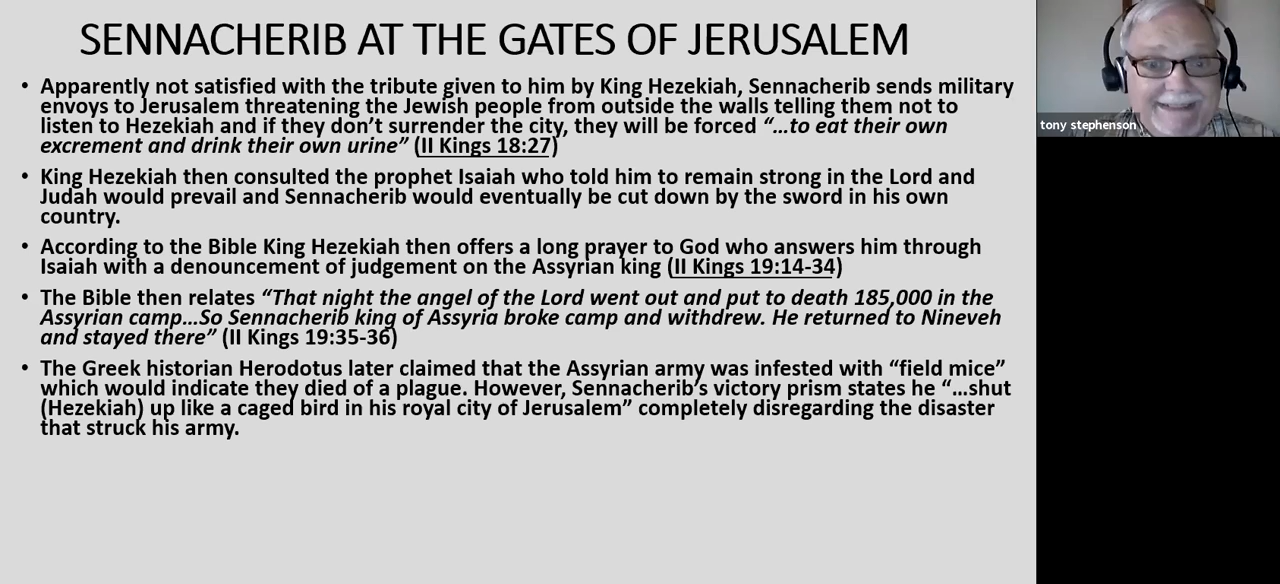 SENNACHERIB AT THE GATES OF JERUSALEM
• Apparently not satisfied with the tribute given to him by King Hezekiah, Sennacherib sends military
envoys to Jerusalem threatening the Jewish people from outside the walls telling them not to
listen to Hezekiah and if they don’t surrender the city, they will be forced “…to eat their own
excrement and drink their own urine” (II Kings 18:27)
• King Hezekiah then consulted the prophet Isaiah who told him to remain strong in the Lord and
Judah would prevail and Sennacherib would eventually be cut down by the sword in his own
country.
• According to the Bible King Hezekiah then offers a long prayer to God who answers him through
Isaiah with a denouncement of judgement on the Assyrian king (II Kings 19:14-34)
• The Bible then relates “That night the angel of the Lord went out and put to death 185,000 in the
Assyrian camp…So Sennacherib king of Assyria broke camp and withdrew. He returned to Nineveh
and stayed there” (II Kings 19:35-36)
• The Greek historian Herodotus later claimed that the Assyrian army was infested with “field mice”
which would indicate they died of a plague. However, Sennacherib’s victory prism states he “…shut
(Hezekiah) up like a caged bird in his royal city of Jerusalem” completely disregarding the disaster
that struck his army.
tony stephenson